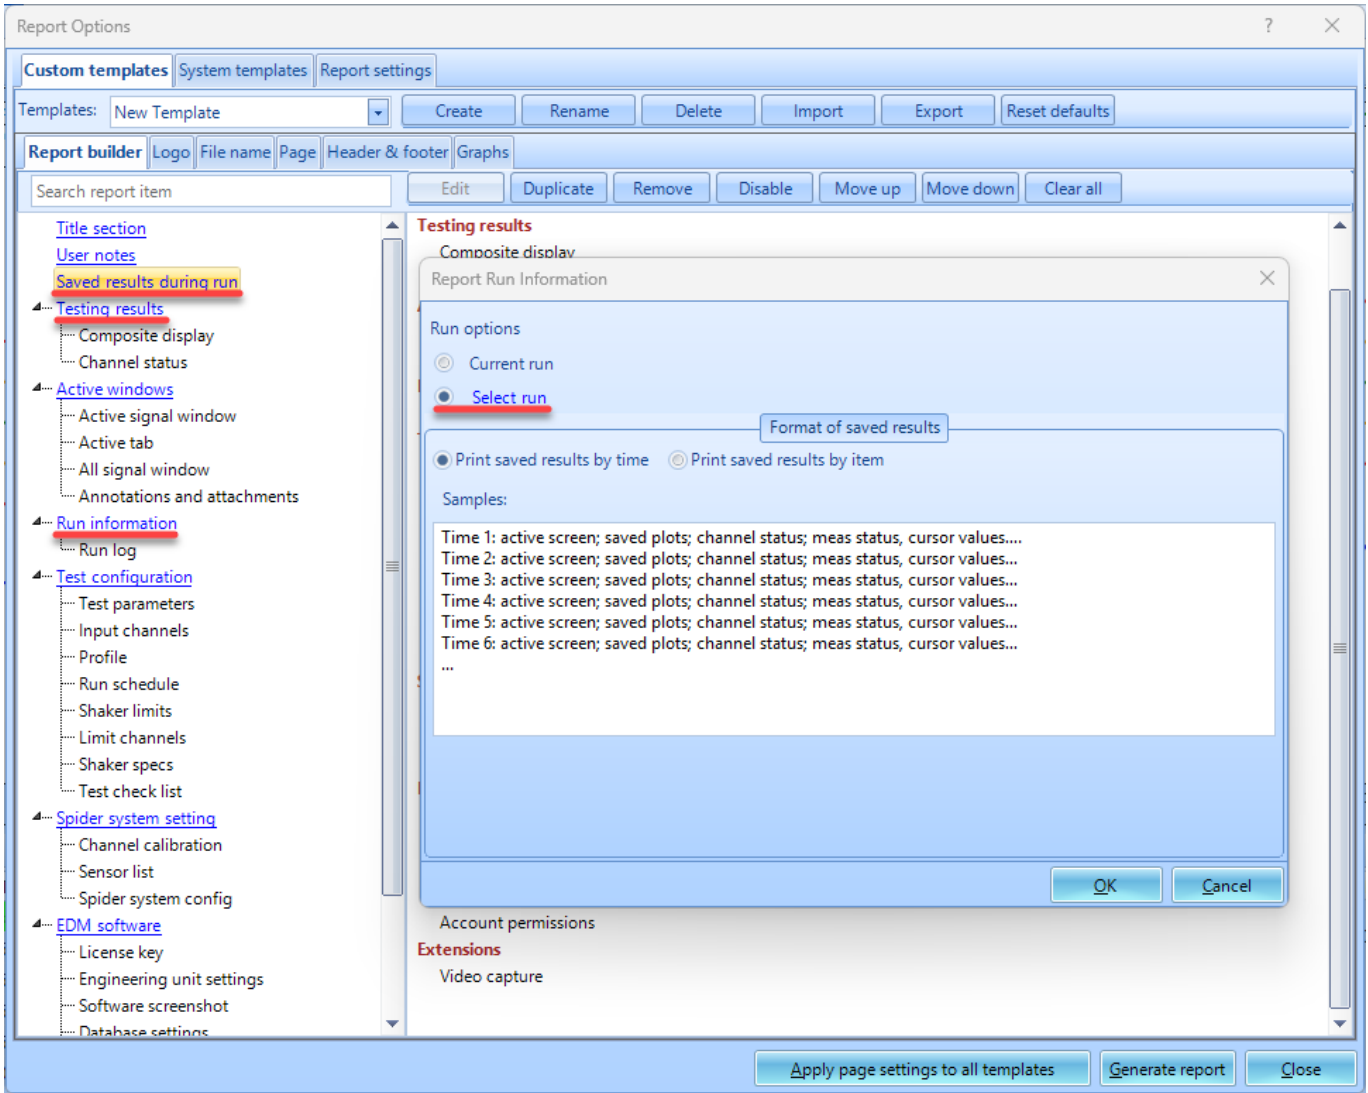 Report Options
?
Custom templates System templates Report settings
Templates: New Template Create Rename Delete Import Export Reset defaults
Report builder Logo File name Page Header & footer Graphs
Search report item Edit Duplicate Remove Disable Move up Move down Clear all
Title section
User notes
Saved results during run
Testing results
Composite display
Channel status
Active windows
Active signal window
Active tab
All signal window
Annotations and attachments
Run information
Run log
Test configuration
Test parameters
Input channels
Profile
Run schedule
Shaker limits
Limit channels
Shaker specs
Test check list
Spider system setting
Channel calibration
Sensor list
Spider system config
EDM software
License key
Engineering unit settings
Software screenshot
Database settings
Testing results
Composite display
Report Run Information
Run options
Current run
Select run
Format of saved results
Print saved results by time Print saved results by item
Samples:
Time 1: active screen; saved plots; channel status; meas status, cursor values....
Time 2: active screen; saved plots; channel status; meas status, cursor values...
Time 3: active screen; saved plots; channel status; meas status, cursor values...
Time 4: active screen; saved plots; channel status; meas status, cursor values...
Time 5: active screen; saved plots; channel status; meas status, cursor values...
Time 6: active screen; saved plots; channel status; meas status, cursor values...
...
OK Cancel
Account permissions
Extensions
Video capture
Apply page settings to all templates Generate report Close